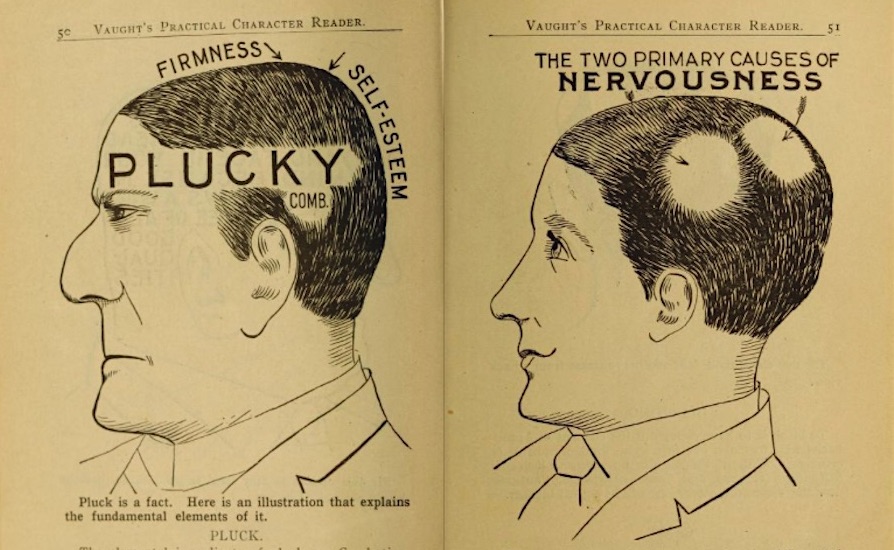 50 VAUGHT'S PRACTICAL CHARACTER READER.
FIRMNESS
SELF-ESTEEM
PLUCKY
COMB.
Pluck is a fact. Here is an illustration that explains
the fundamental elements of it.
PLUCK.
VAUGHT'S PRACTICAL CHARACTER READER. 51
THE TWO PRIMARY CAUSES OF
NERVOUSNESS